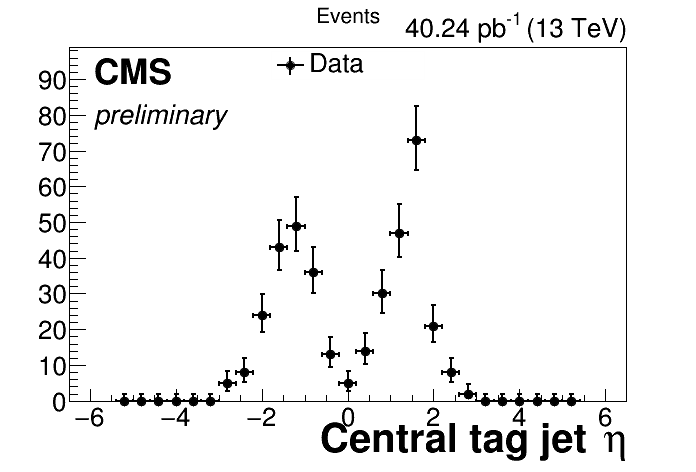 Events
40.24 pb-1 (13 TeV)
CMS
Data
preliminary
90
80
70
60
50
40
30
20
10
0
−6 −4 −2 0 2 4 6
Central tag jet η